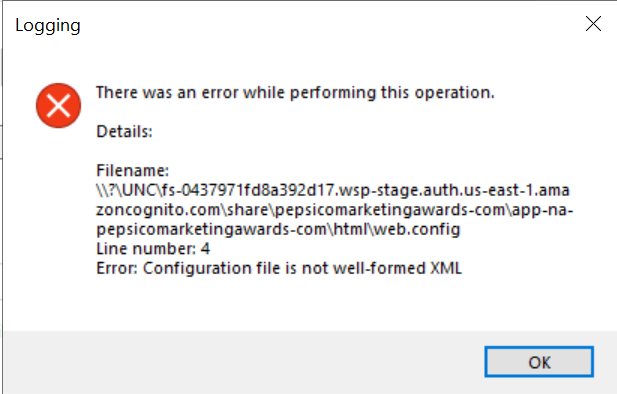 Logging
There was an error while performing this operation.
Details:
Filename:
\\?\UNC\fs-0437971fd8a392d17.wsp-stage.auth.us-east-1.ama
zoncognito.com\share\pepsicomarketingawards-com\app-na-
pepsicomarketingawards-com\html\web.config
Line number: 4
Error: Configuration file is not well-formed XML
OK